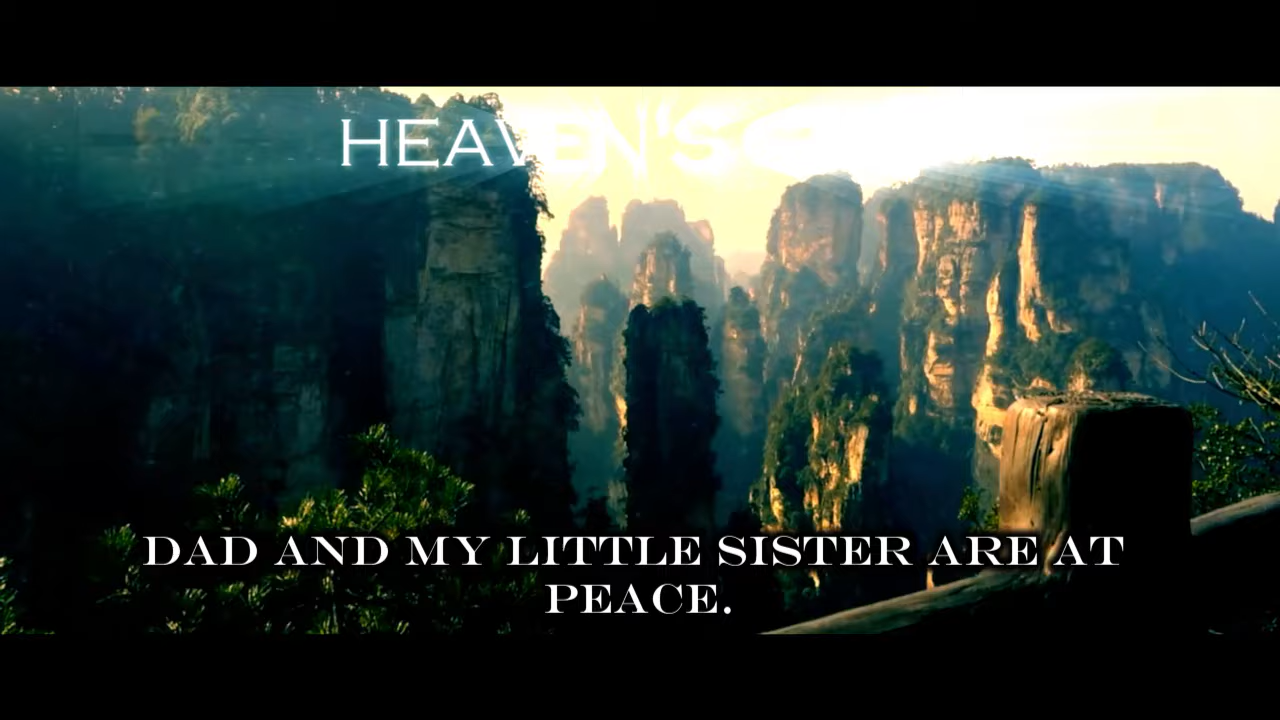 HEAVEN'S
DAD AND MY LITTLE SISTER ARE AT
PEACE.